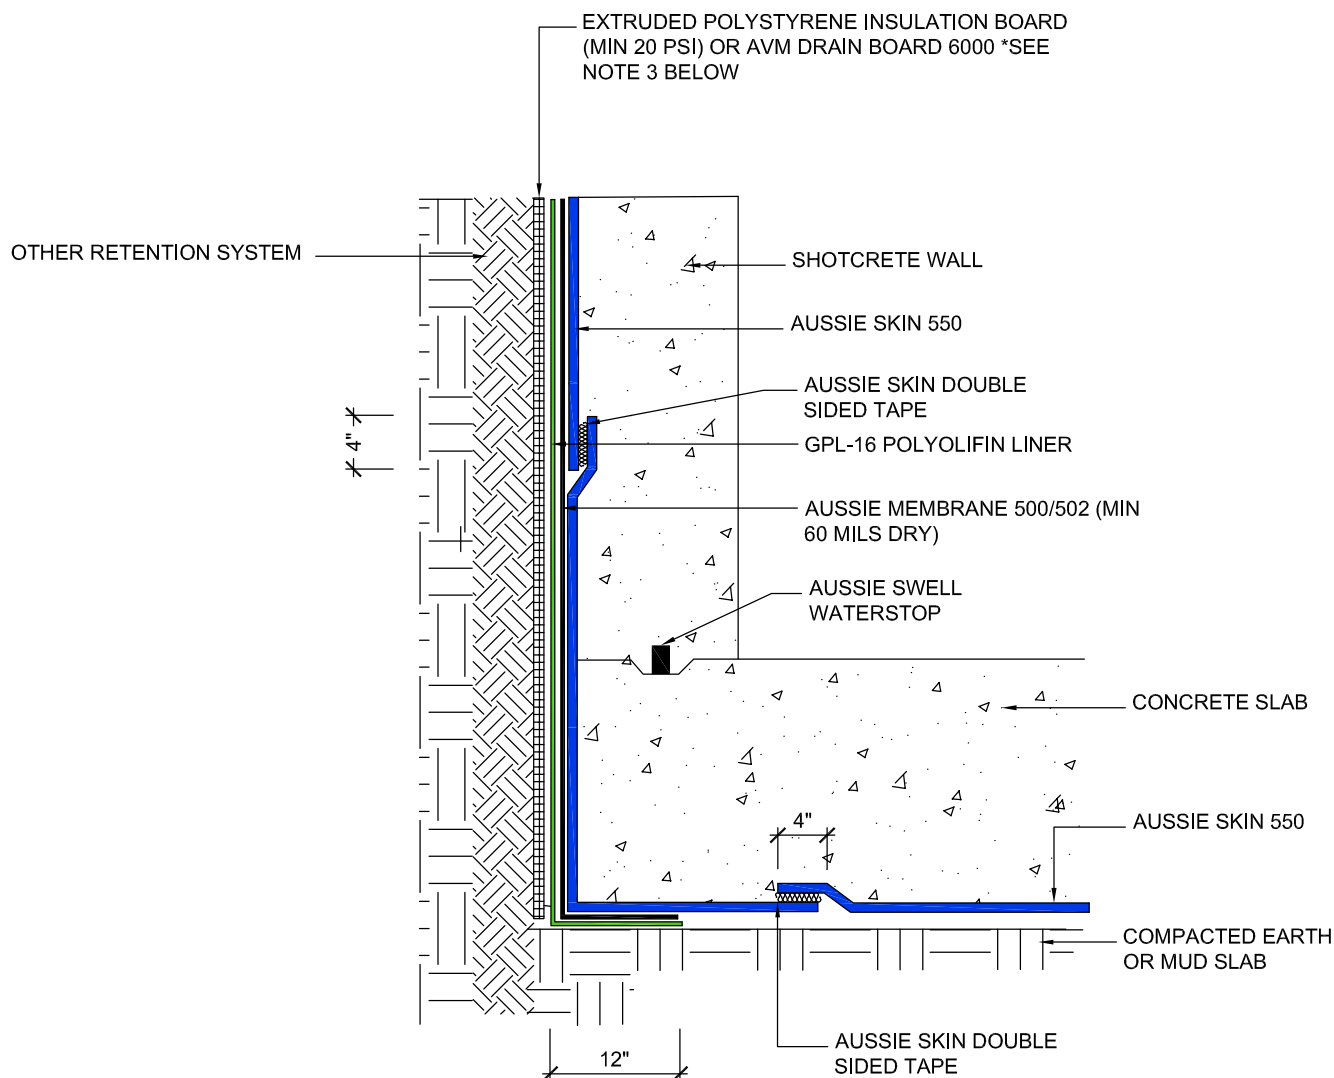 EXTRUDED POLYSTYRENE INSULATION BOARD
(MIN 20 PSI) OR AVM DRAIN BOARD 6000 *SEE
NOTE 3 BELOW
OTHER RETENTION SYSTEM
SHOTCRETE WALL
AUSSIE SKIN 550
AUSSIE SKIN DOUBLE
SIDED TAPE
4"
GPL-16 POLYOLIFIN LINER
AUSSIE MEMBRANE 500/502 (MIN
60 MILS DRY)
AUSSIE SWELL
WATERSTOP
CONCRETE SLAB
4"
AUSSIE SKIN 550
COMPACTED EARTH
OR MUD SLAB
AUSSIE SKIN DOUBLE
SIDED TAPE
12"